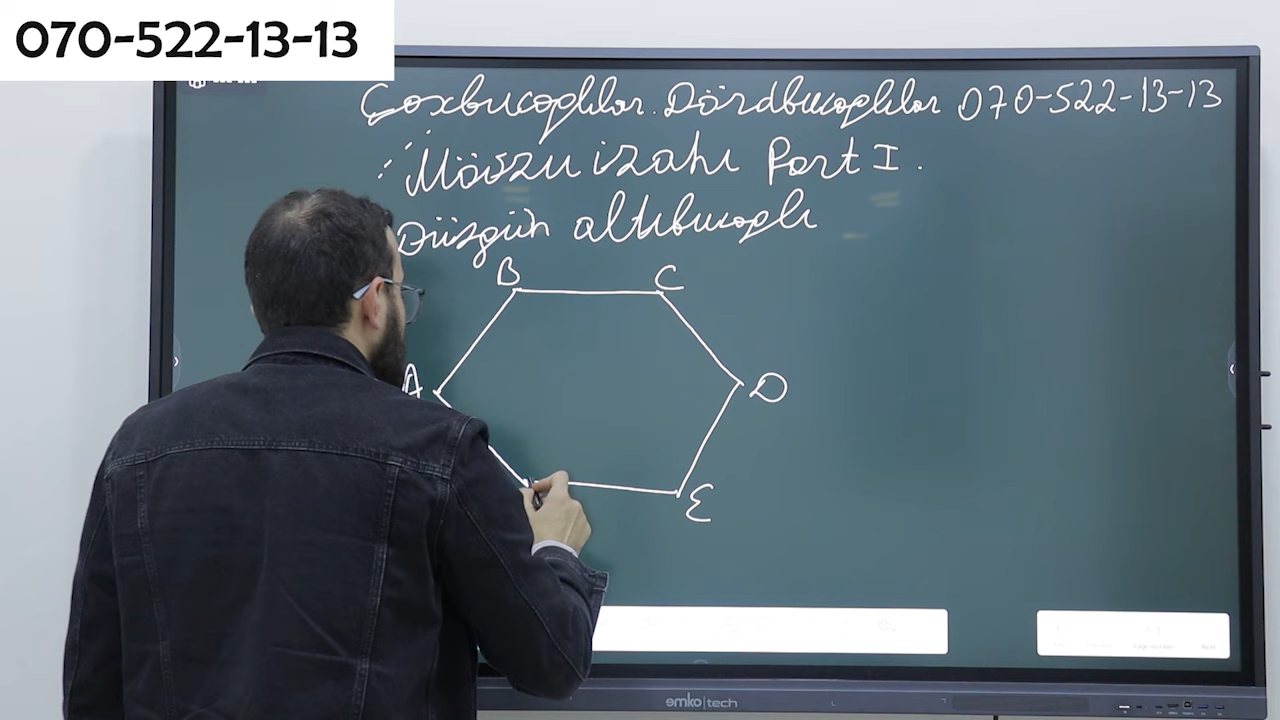 070-522-13-13
Çoxbucaqlılar. Dördbucaqlılar 070-522-13-13
Mövzu izahı Part I.
Düzgün altıbucaqlı
B C
A D
E
emko|tech